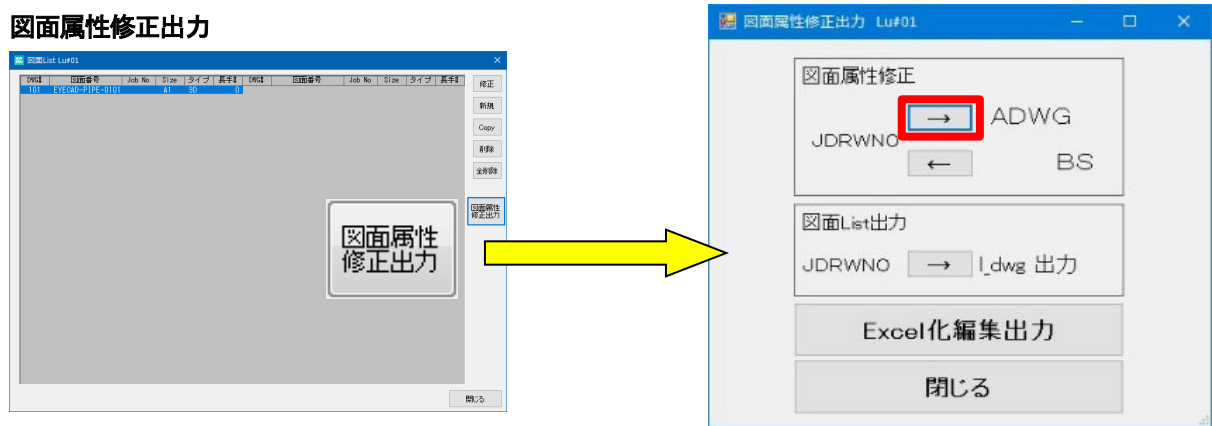 図面属性修正出力
図面List Lu#01
DWG# 図面番号 Job No Size タイプ 長手# DWG# 図面番号 Job No Size タイプ 長手#
101 EYECAD-PIPE-0101 A1 3D 0
修正
新規
Copy
削除
全削除
図面属性
修正出力
図面属性
修正出力
閉じる
図面属性修正出力 Lu#01
図面属性修正
JDRWNO → ADWG
← BS
図面List出力
JDRWNO → l_dwg 出力
Excel化編集出力
閉じる